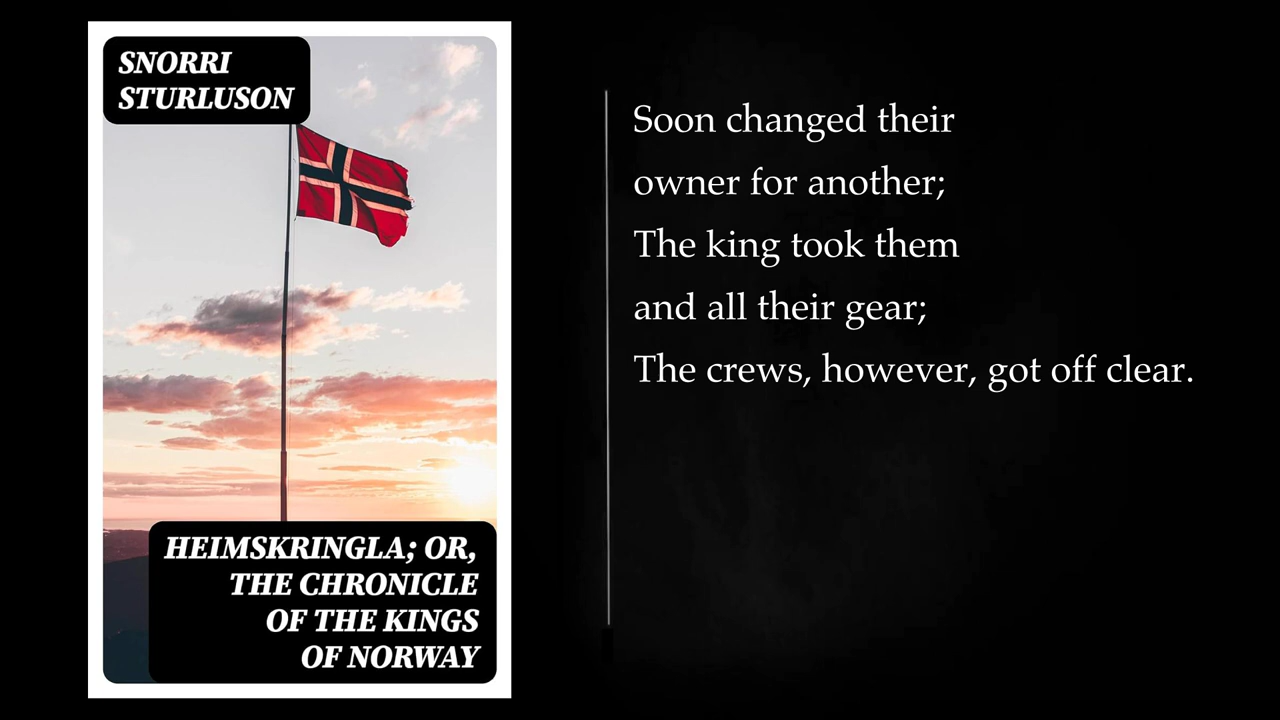 SNORRI
STURLUSON
HEIMSKRINGLA; OR,
THE CHRONICLE
OF THE KINGS
OF NORWAY
Soon changed their
owner for another;
The king took them
and all their gear;
The crews, however, got off clear.